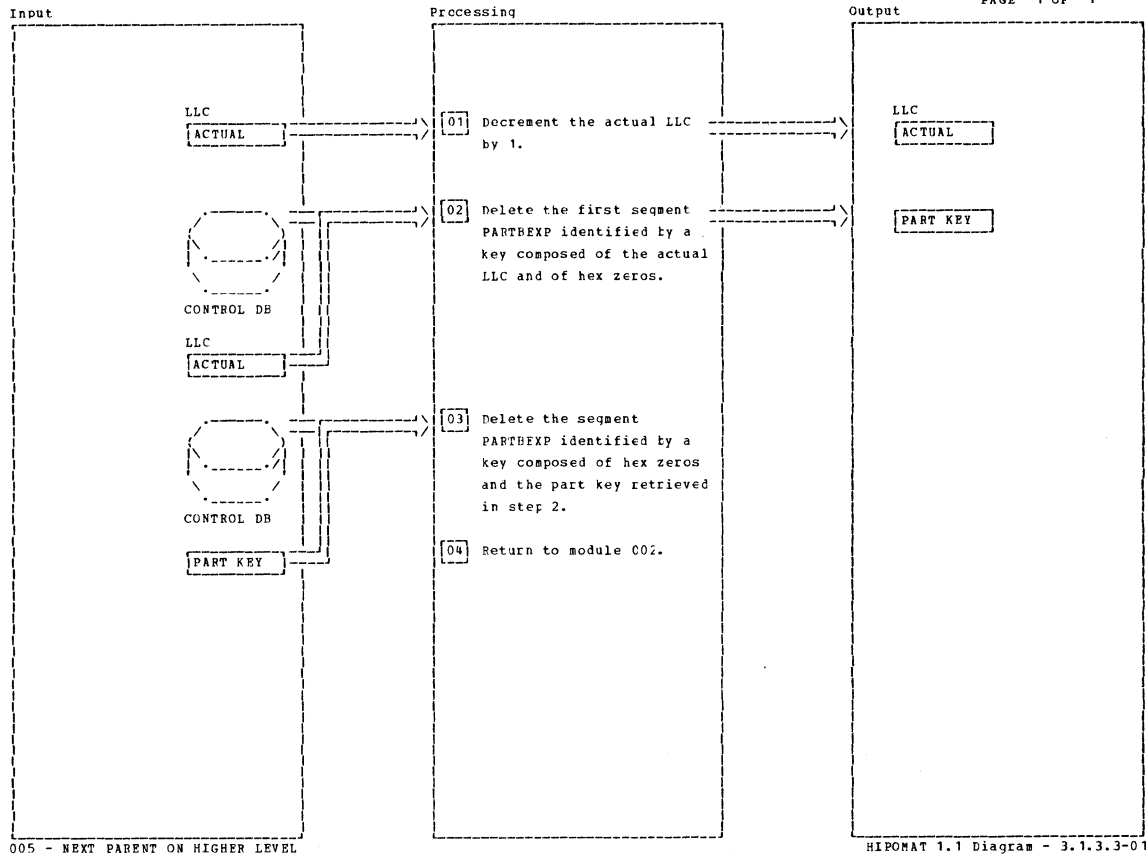 PAGE 1 OF 1
Input
Processing
Output
LLC
ACTUAL
01 Decrement the actual LLC
by 1.
LLC
ACTUAL
02 Delete the first segment
PARTBEXP identified by a
key composed of the actual
LLC and of hex zeros.
PART KEY
CONTROL DB
LLC
ACTUAL
03 Delete the segment
PARTBEXP identified by a
key composed of hex zeros
and the part key retrieved
in step 2.
CONTROL DB
PART KEY
04 Return to module 002.
005 - NEXT PARENT ON HIGHER LEVEL
HIPOMAT 1.1 Diagram - 3.1.3.3-01